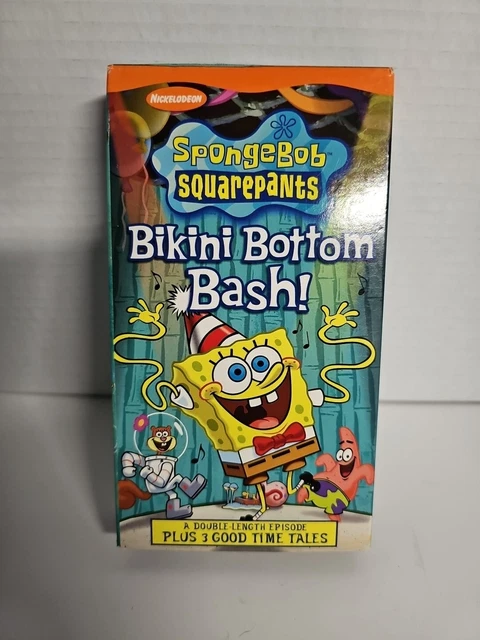 NICKELODEON
SpongeBob
SQUAREPANTS
Bikini Bottom
Bash!
A DOUBLE-LENGTH EPISODE
PLUS 3 GOOD TIME TALES